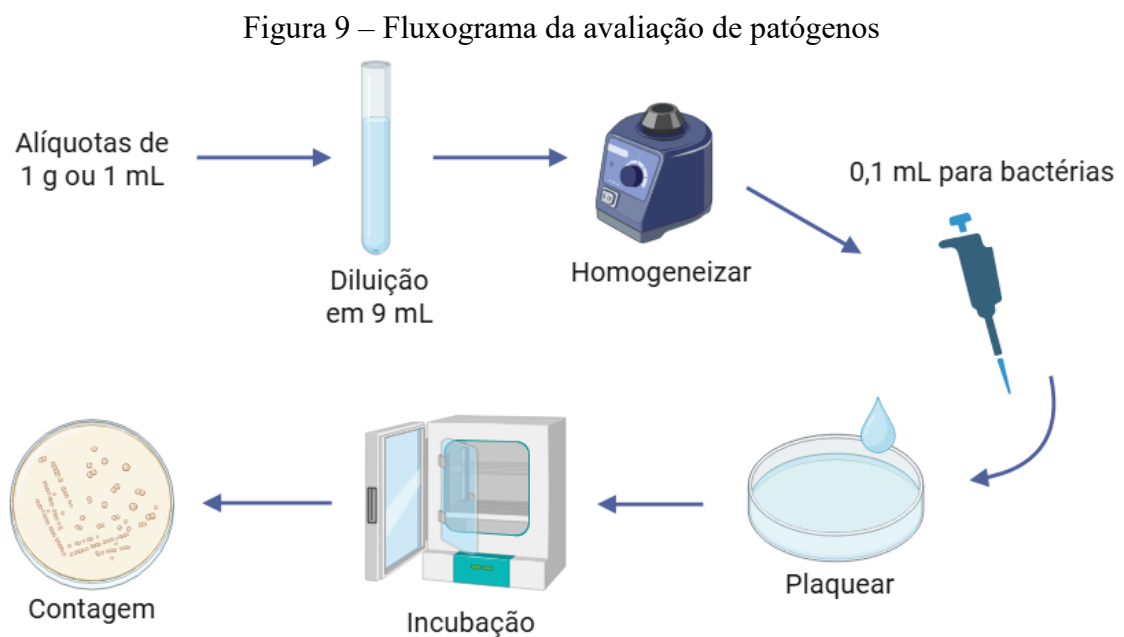 Figura 9 – Fluxograma da avaliação de patógenos
Alíquotas de
1 g ou 1 mL
Diluição
em 9 mL
Homogeneizar
0,1 mL para bactérias
Plaquear
Incubação
Contagem